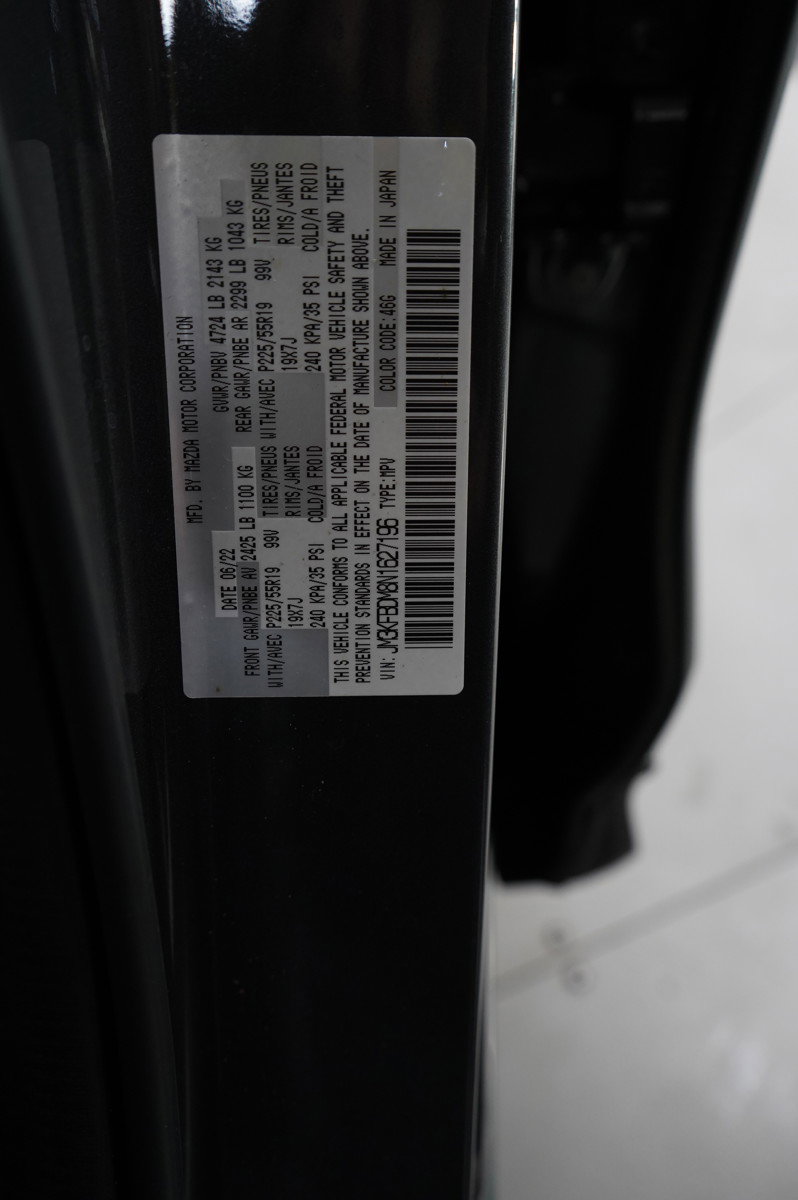 MFD. BY MAZDA MOTOR CORPORATION
DATE 06/22 GVWR/PNBV 4724 LB 2143 KG
FRONT GAWR/PNBE AV 2425 LB 1100 KG REAR GAWR/PNBE AR 2299 LB 1043 KG
WITH/AVEC P225/55R19 99V TIRES/PNEUS WITH/AVEC P225/55R19 99V TIRES/PNEUS
19X7J RIMS/JANTES 19X7J RIMS/JANTES
240 KPA/35 PSI COLD/A FROID 240 KPA/35 PSI COLD/A FROID
THIS VEHICLE CONFORMS TO ALL APPLICABLE FEDERAL MOTOR VEHICLE SAFETY AND THEFT
PREVENTION STANDARDS IN EFFECT ON THE DATE OF MANUFACTURE SHOWN ABOVE.
VIN: JM3KFBDM8N1627196 TYPE:MPV COLOR CODE:46G MADE IN JAPAN